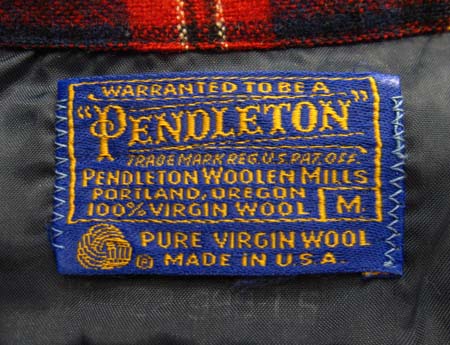 WARRANTED TO BE A
"PENDLETON"
TRADE MARK REG. U.S. PAT. OFF.
PENDLETON WOOLEN MILLS
PORTLAND, OREGON
100% VIRGIN WOOL M
PURE VIRGIN WOOL
® MADE IN U.S.A.